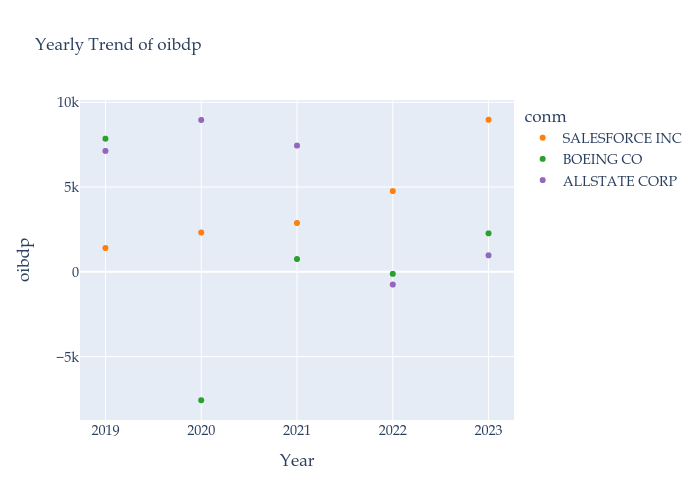 Yearly Trend of oibdp
10k
5k
0
−5k
oibdp
2019
2020
2021
2022
2023
Year
conm
SALESFORCE INC
BOEING CO
ALLSTATE CORP